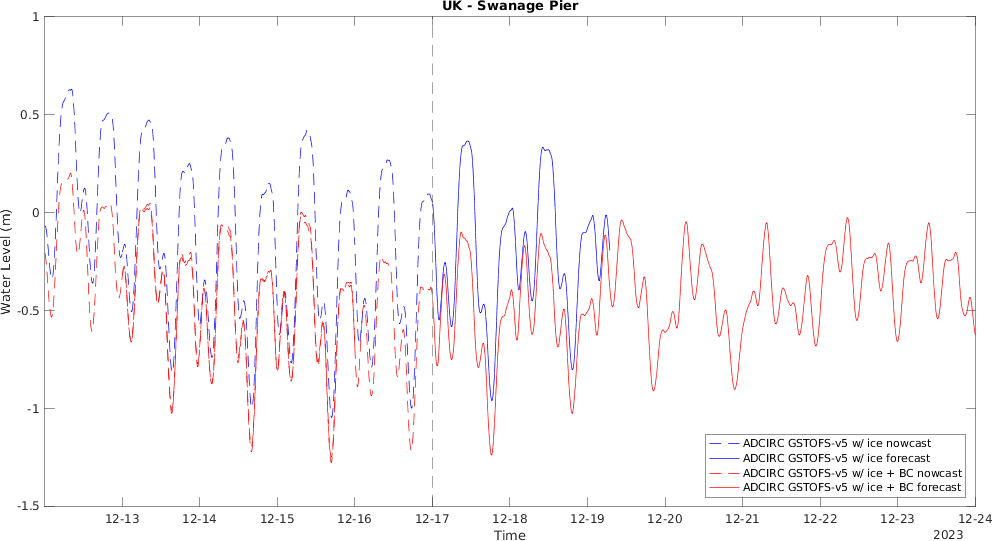 UK - Swanage Pier
1
0.5
0
-0.5
-1
-1.5
Water Level (m)
12-13
12-14
12-15
12-16
12-17
12-18
12-19
12-20
12-21
12-22
12-23
12-24
Time
2023
ADCIRC GSTOFS-v5 w/ ice nowcast
ADCIRC GSTOFS-v5 w/ ice forecast
ADCIRC GSTOFS-v5 w/ ice + BC nowcast
ADCIRC GSTOFS-v5 w/ ice + BC forecast